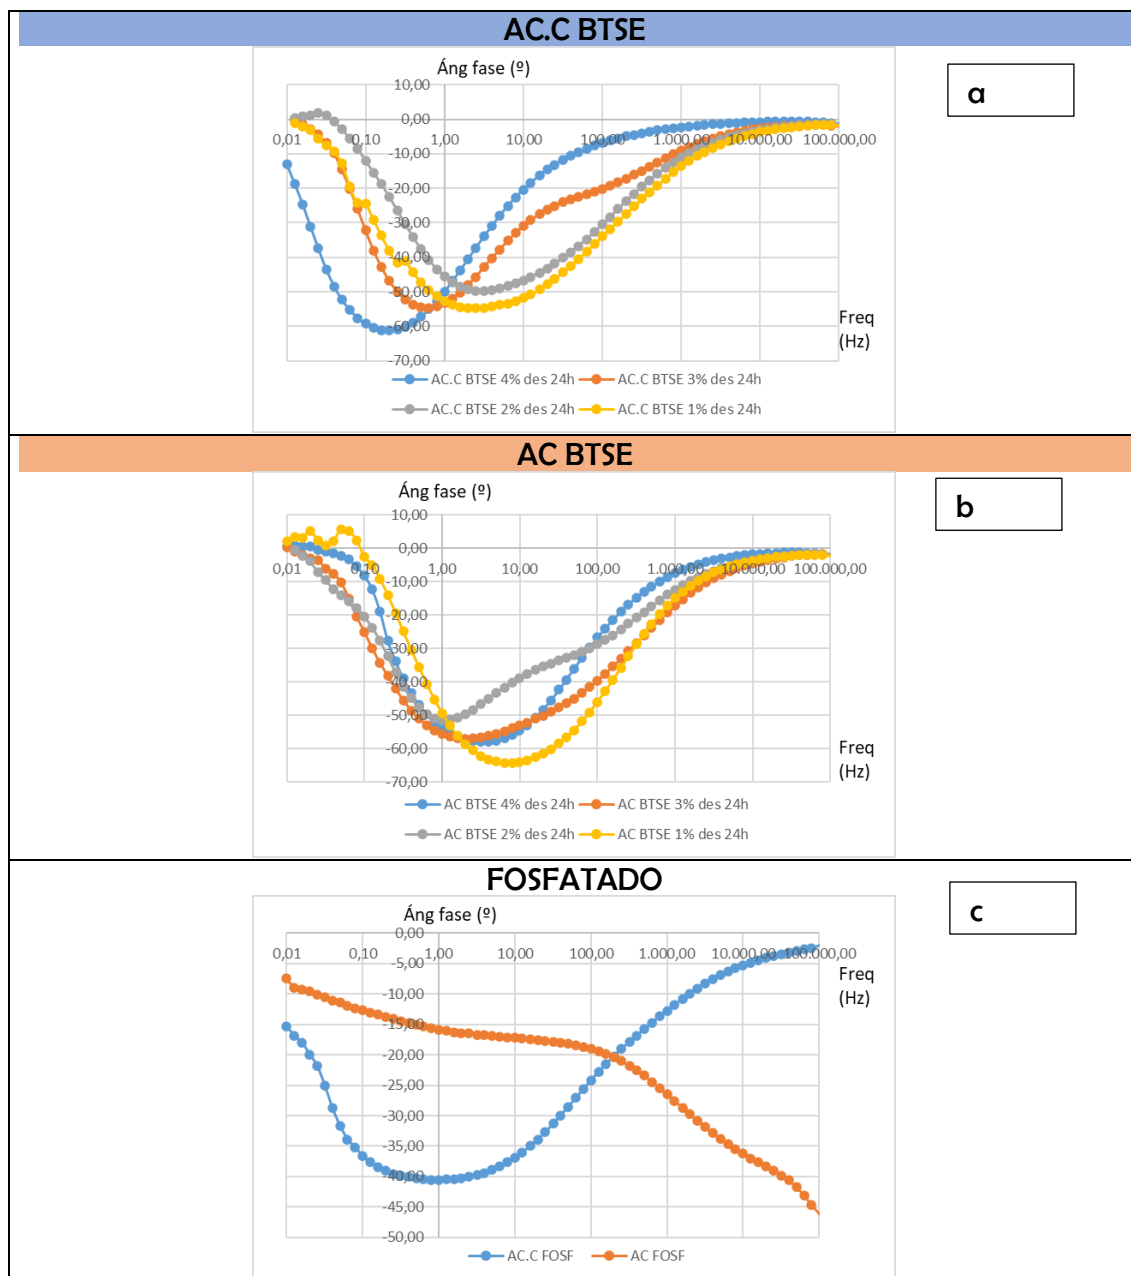 AC.C BTSE
a
Áng fase (º)
10,00
0,00
0,01 0,10 1,00 10,00 100,00 1.000,00 10.000,00 100.000,00
-10,00
-20,00
-30,00
-40,00
-50,00
-60,00
-70,00
Freq
(Hz)
AC.C BTSE 4% des 24h AC.C BTSE 3% des 24h
AC.C BTSE 2% des 24h AC.C BTSE 1% des 24h
AC BTSE
b
Áng fase (º)
10,00
0,00
0,01 0,10 1,00 10,00 100,00 1.000,00 10.000,00 100.000,00
-10,00
-20,00
-30,00
-40,00
-50,00
-60,00
-70,00
Freq
(Hz)
AC BTSE 4% des 24h AC BTSE 3% des 24h
AC BTSE 2% des 24h AC BTSE 1% des 24h
FOSFATADO
c
Áng fase (º)
0,00
0,01 0,10 1,00 10,00 100,00 1.000,00 10.000,00 100.000,00
-5,00
-10,00
-15,00
-20,00
-25,00
-30,00
-35,00
-40,00
-45,00
-50,00
Freq
(Hz)
AC.C FOSF AC FOSF